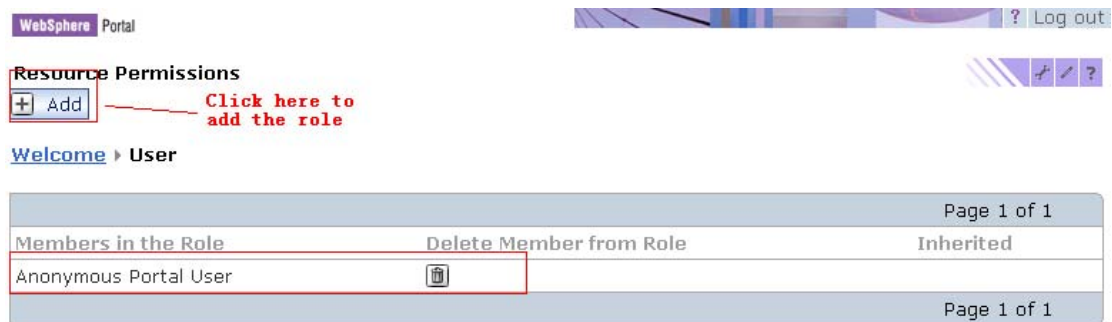 WebSphere Portal
? Log out
Resource Permissions
?
+ Add
Click here to
add the role
Welcome User
Page 1 of 1
Members in the Role Delete Member from Role Inherited
Anonymous Portal User
Page 1 of 1